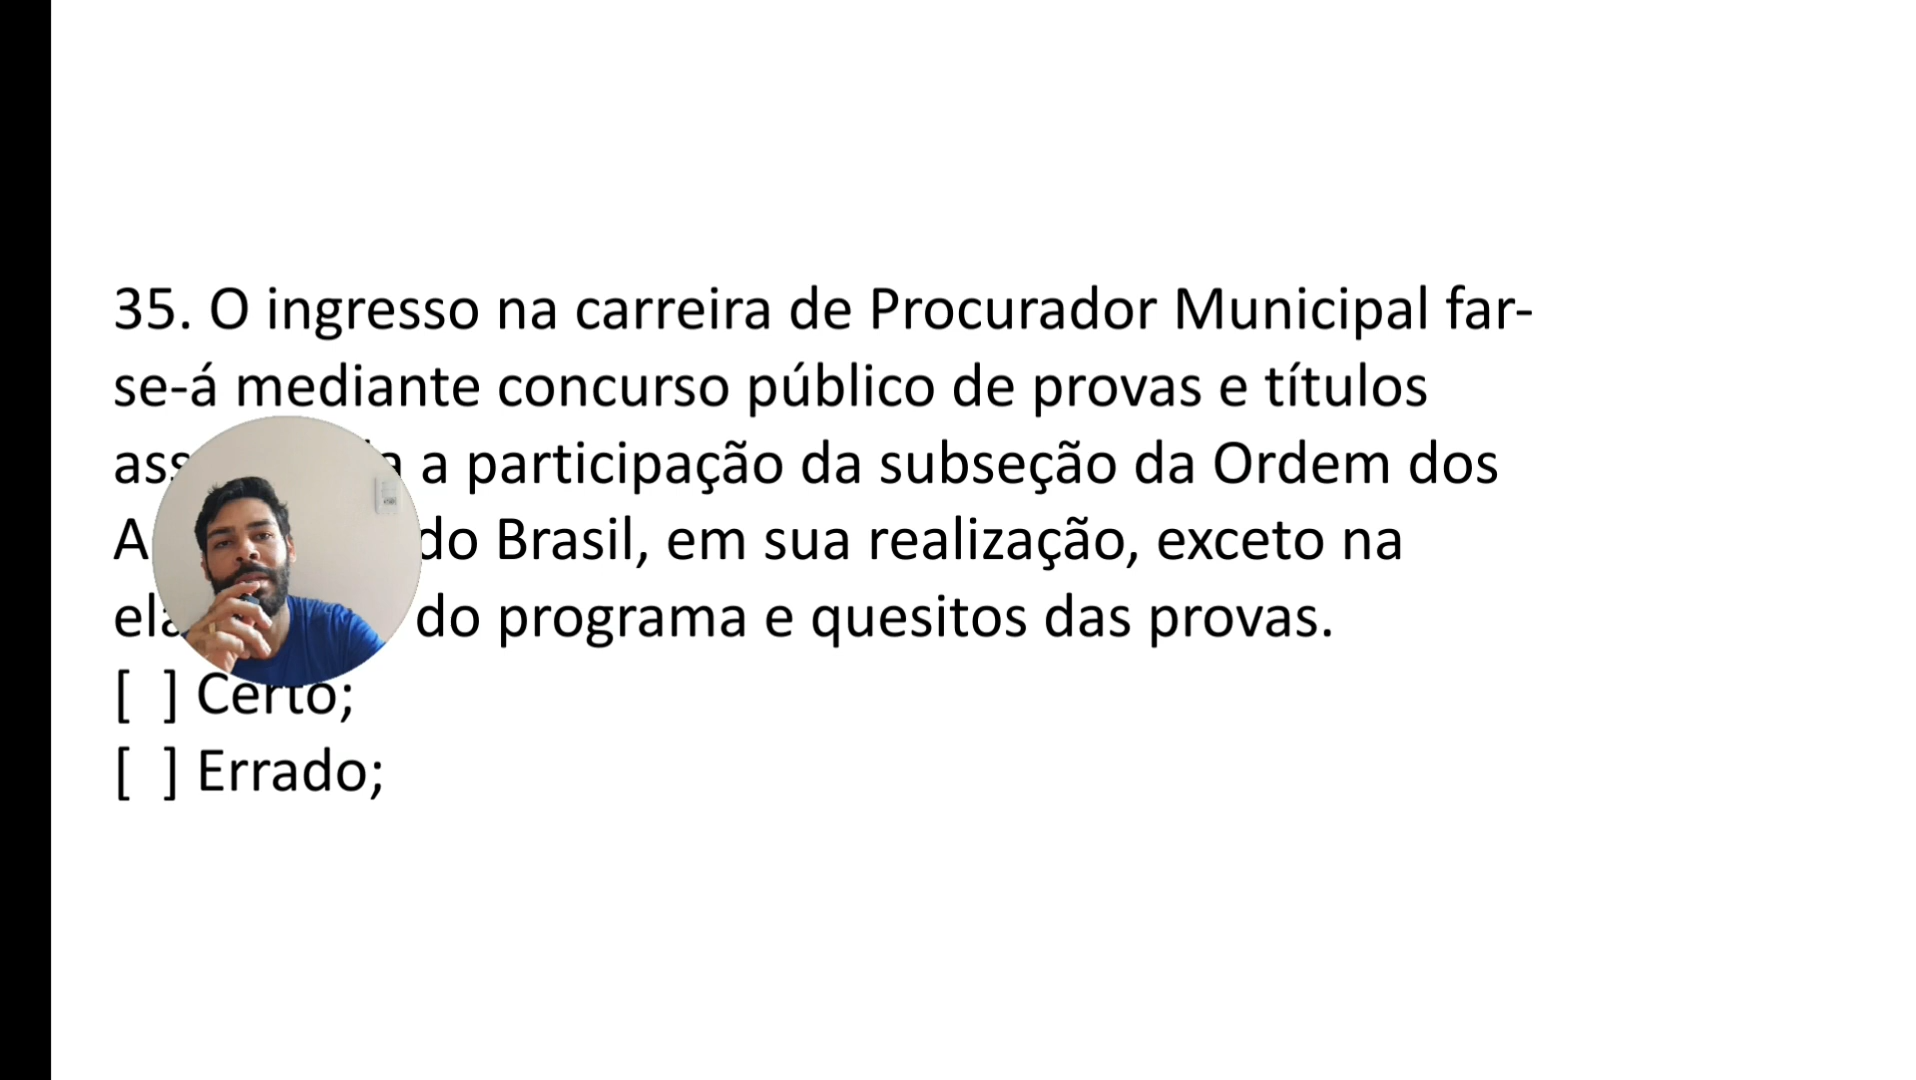 35. O ingresso na carreira de Procurador Municipal far-
se-á mediante concurso público de provas e títulos
a participação da subseção da Ordem dos
do Brasil, em sua realização, exceto na
do programa e quesitos das provas.
[ ] Certo;
[ ] Errado;